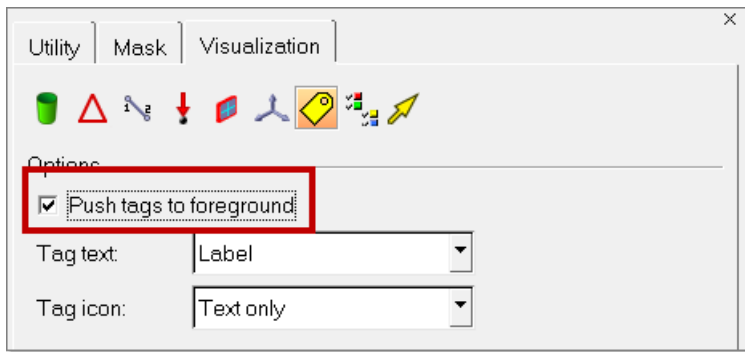 Utility Mask Visualization
Options
Push tags to foreground
Tag text: Label
Tag icon: Text only